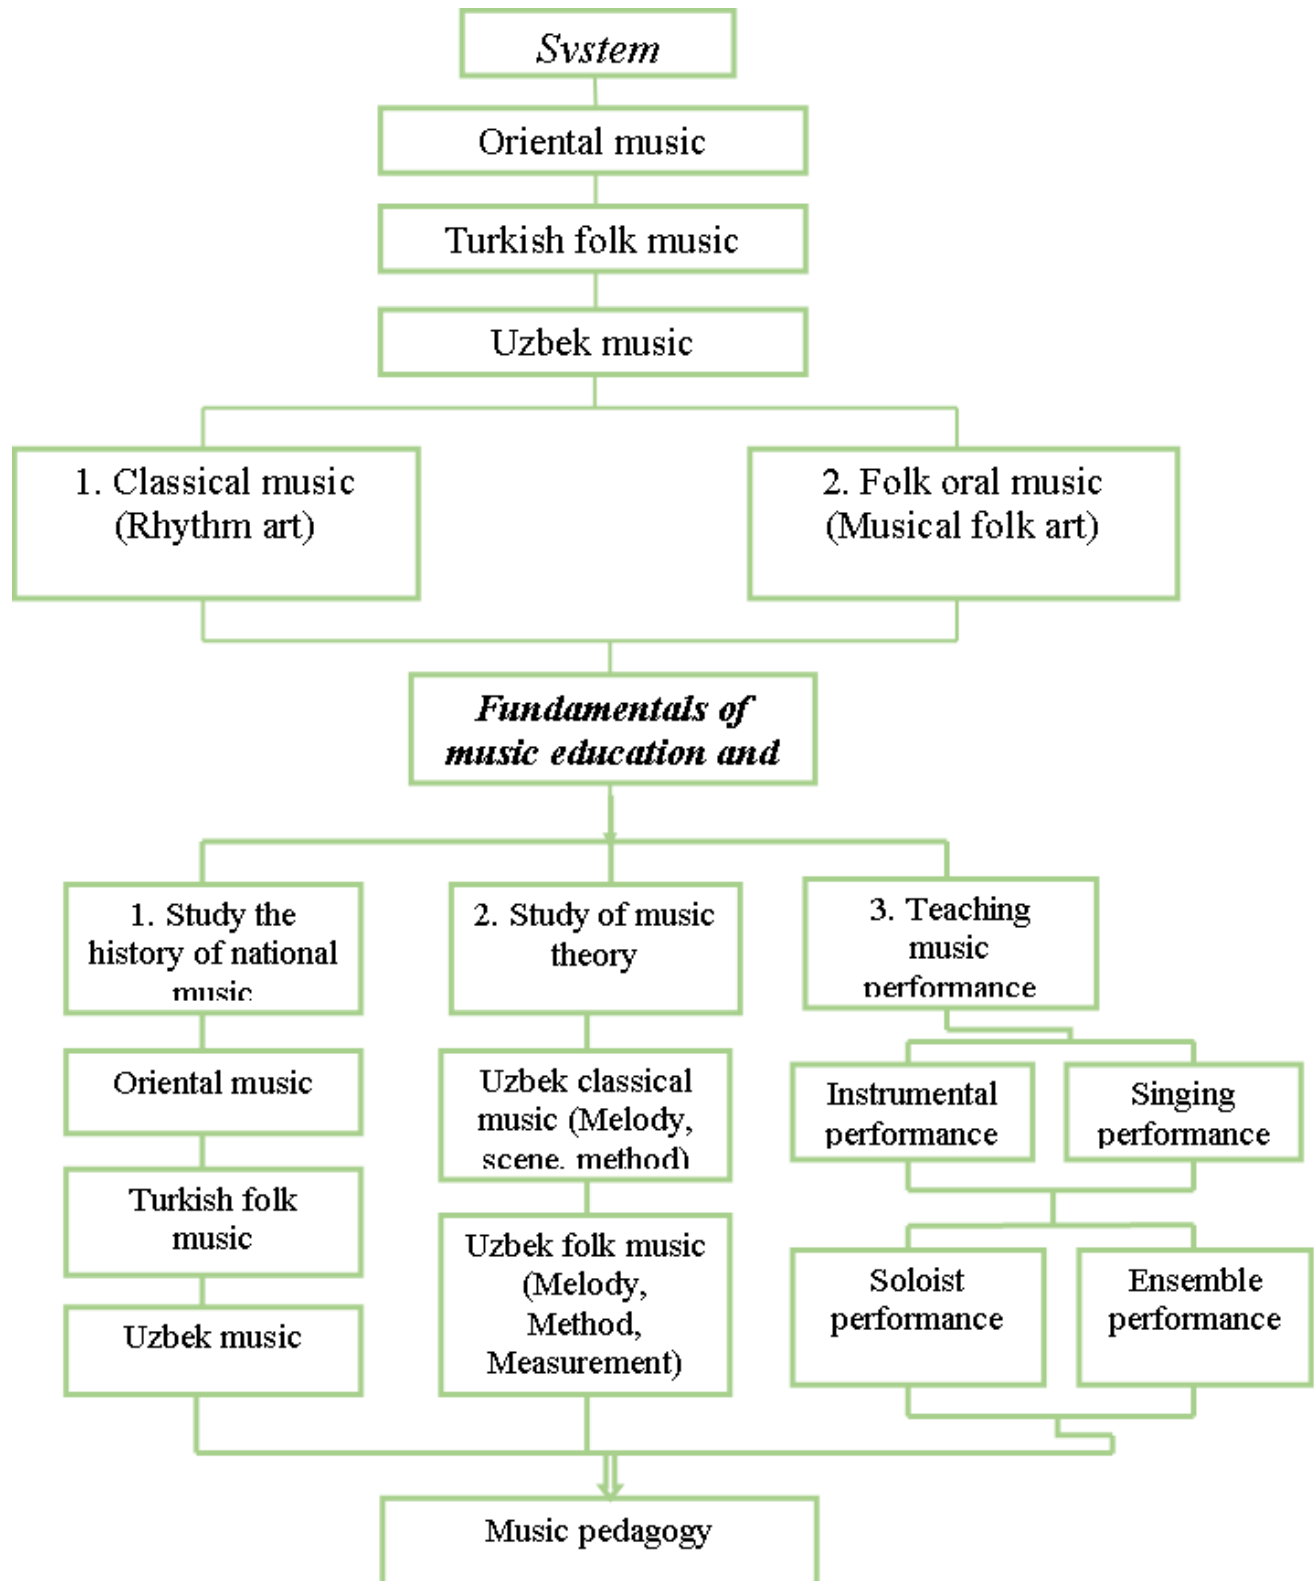 System
Oriental music
Turkish folk music
Uzbek music
1. Classical music
(Rhythm art)
2. Folk oral music
(Musical folk art)
Fundamentals of
music education and
1. Study the
history of national
music
2. Study of music
theory
3. Teaching
music
performance
Oriental music
Turkish folk
music
Uzbek music
Uzbek classical
music (Melody,
scene, method)
Uzbek folk music
(Melody,
Method,
Measurement)
Instrumental
performance
Singing
performance
Soloist
performance
Ensemble
performance
Music pedagogy